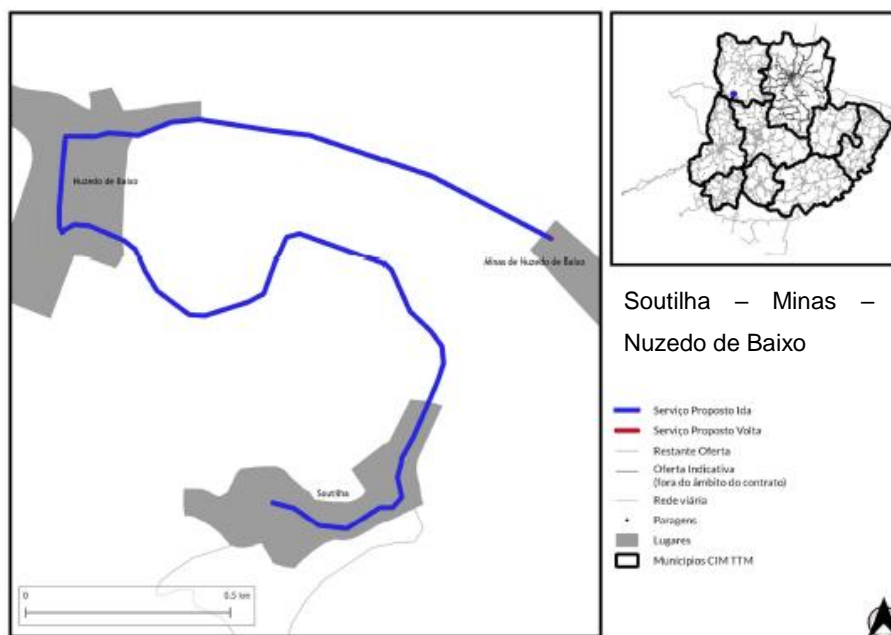 Nuzedo de Baixo
Minas de Nuzedo de Baixo
Soutilha
0 0.5 km
Soutilha – Minas –
Nuzedo de Baixo
Serviço Proposto Ida
Serviço Proposto Volta
Restante Oferta
Oferta Indicativa
(fora do âmbito do contrato)
Rede viária
Paragens
Lugares
Municípios CIM TTM